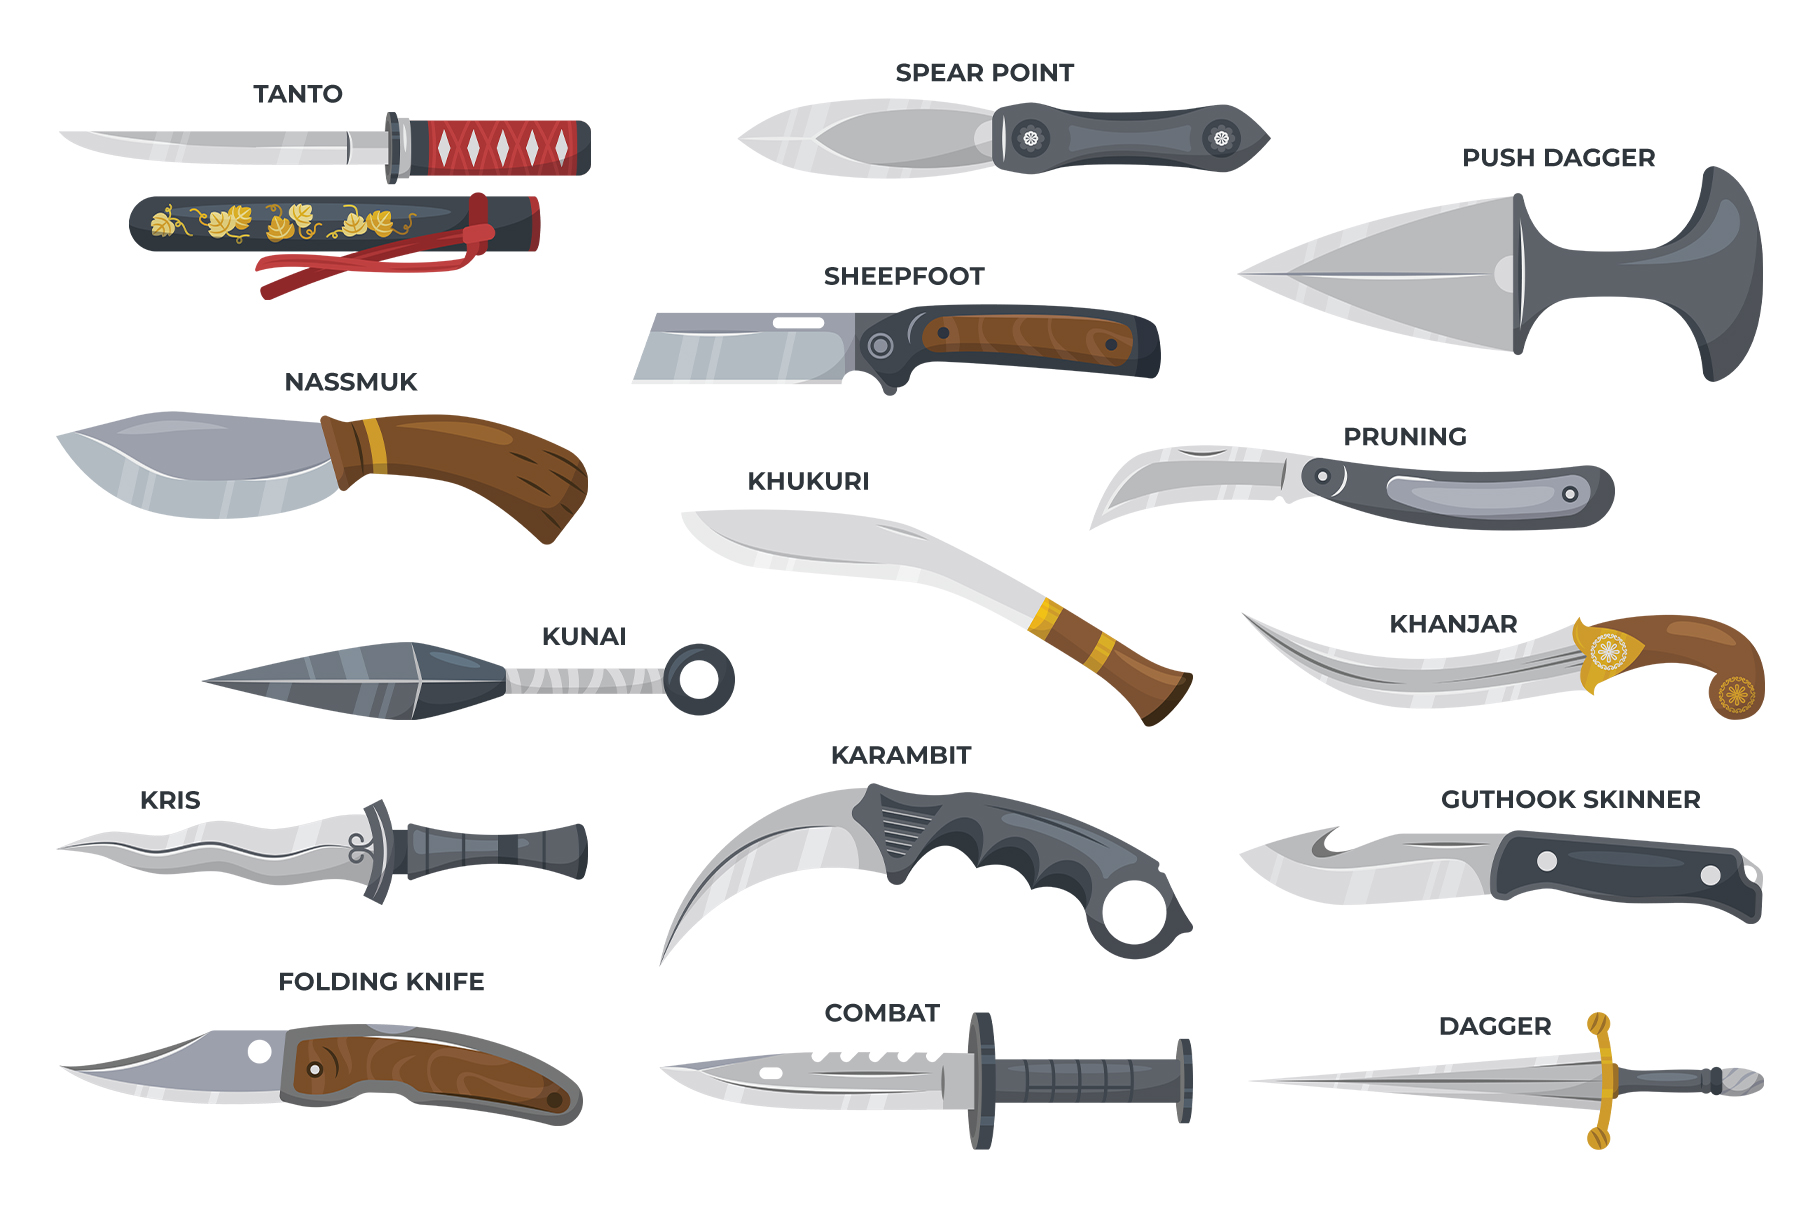 TANTO
SPEAR POINT
PUSH DAGGER
SHEEPFOOT
NASSMUK
PRUNING
KHUKURI
KHANJAR
KUNAI
KARAMBIT
KRIS
GUTHOOK SKINNER
FOLDING KNIFE
COMBAT
DAGGER